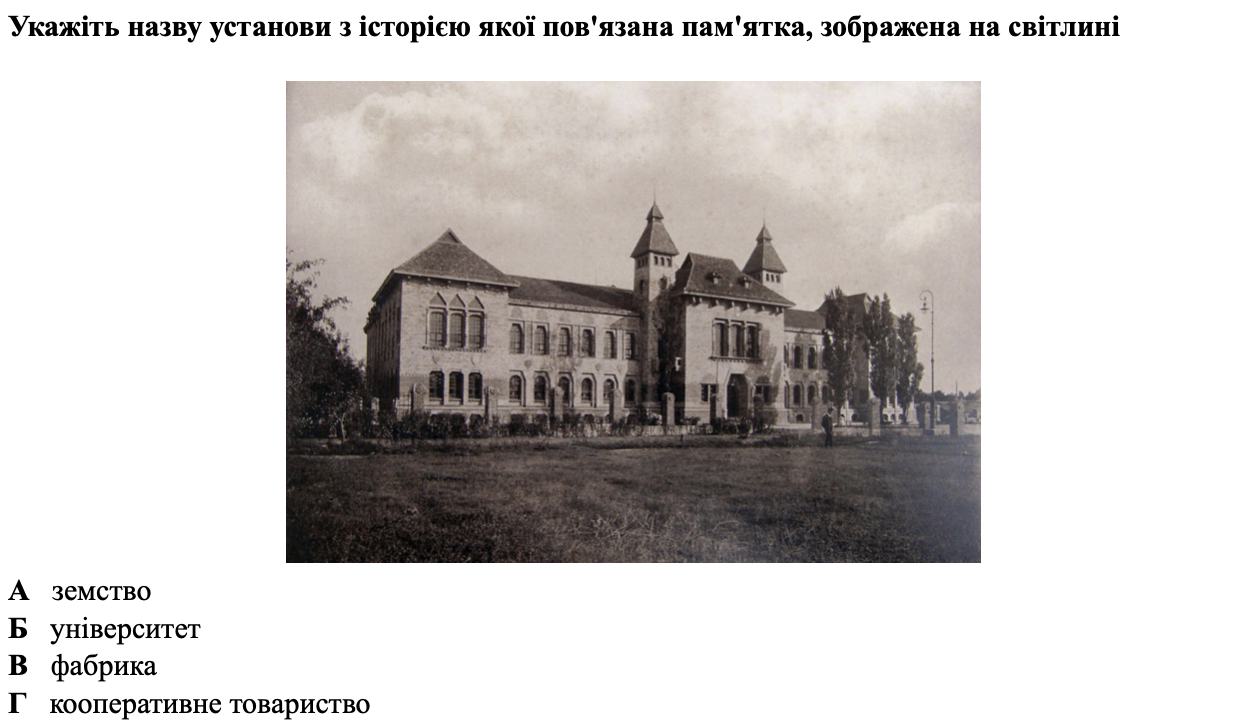 Укажіть назву установи з історією якої пов'язана пам'ятка, зображена на світлині
А земство
Б університет
В фабрика
Г кооперативне товариство